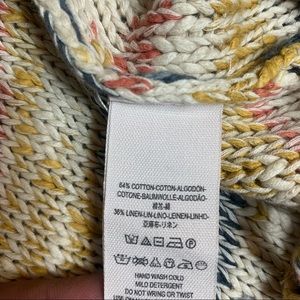 64% COTTON-COTON-ALGODÓN-
COTONE-BAUMWOLLE-ALGODÃO-
36% LINEN-LIN-LINO-LEINEN-LINHO-
HAND WASH COLD
MILD DETERGENT
DO NOT WRING OR TWIST